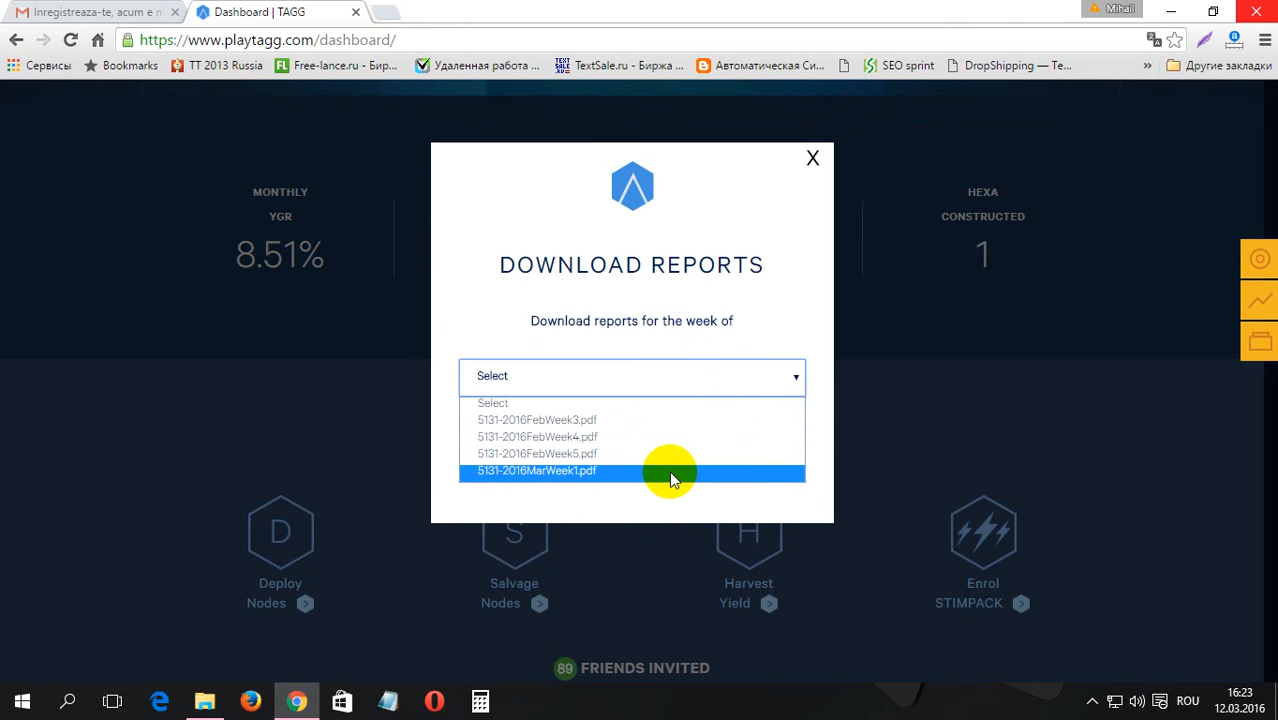 Inregistreaza-te, acum e m
Dashboard | TAGG
Mihail
https://www.playtagg.com/dashboard/
Сервисы
Bookmarks
TT 2013 Russia
Free-lance.ru - Бир...
Удаленная работа ...
TextSale.ru - Биржа ...
Автоматическая Си...
SEO sprint
DropShipping — Те...
»
Другие закладки
MONTHLY
YGR
8.51%
HEXA
CONSTRUCTED
1
X
DOWNLOAD REPORTS
Download reports for the week of
Select
Select
5131-2016FebWeek3.pdf
5131-2016FebWeek4.pdf
5131-2016FebWeek5.pdf
5131-2016MarWeek1.pdf
D
S
H
Deploy
Nodes
Salvage
Nodes
Harvest
Yield
Enrol
STIMPACK
89 FRIENDS INVITED
ROU
16:23
12.03.2016